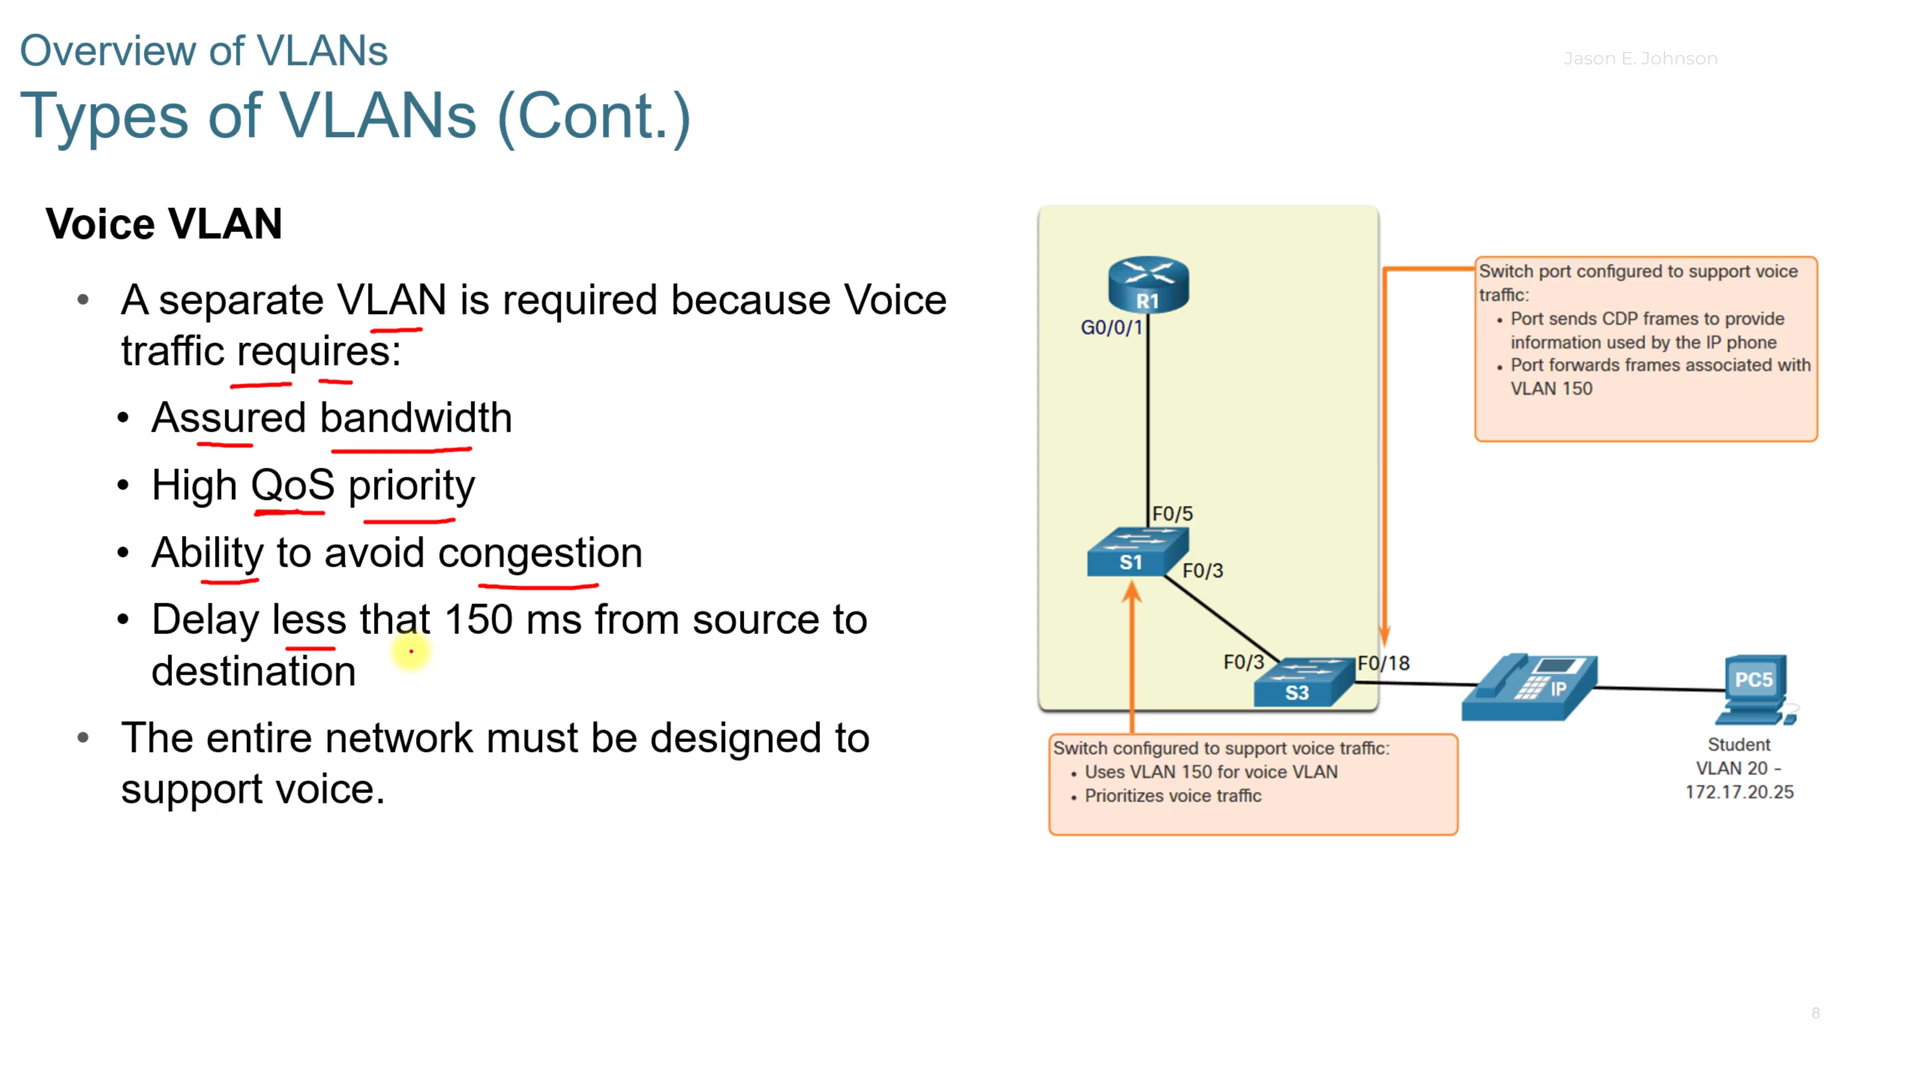 Overview of VLANs
Jason E. Johnson
Types of VLANs (Cont.)
Voice VLAN
• A separate VLAN is required because Voice
traffic requires:
• Assured bandwidth
• High QoS priority
• Ability to avoid congestion
• Delay less that 150 ms from source to
destination
• The entire network must be designed to
support voice.
R1
G0/0/1
F0/5
S1
F0/3
F0/3
S3
F0/18
IP
PC5
Student
VLAN 20 -
172.17.20.25
Switch port configured to support voice
traffic:
• Port sends CDP frames to provide
information used by the IP phone
• Port forwards frames associated with
VLAN 150
Switch configured to support voice traffic:
• Uses VLAN 150 for voice VLAN
• Prioritizes voice traffic
8